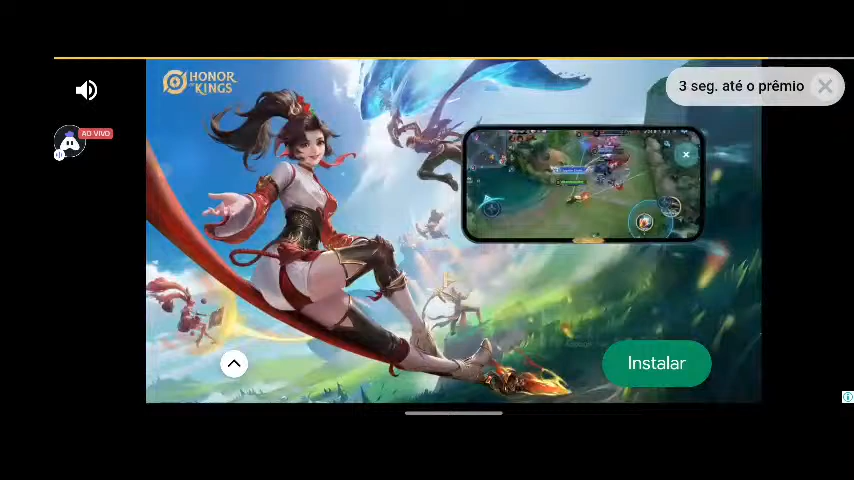 HONOR
OF
KINGS
3 seg. até o prêmio
AO VIVO
Instalar